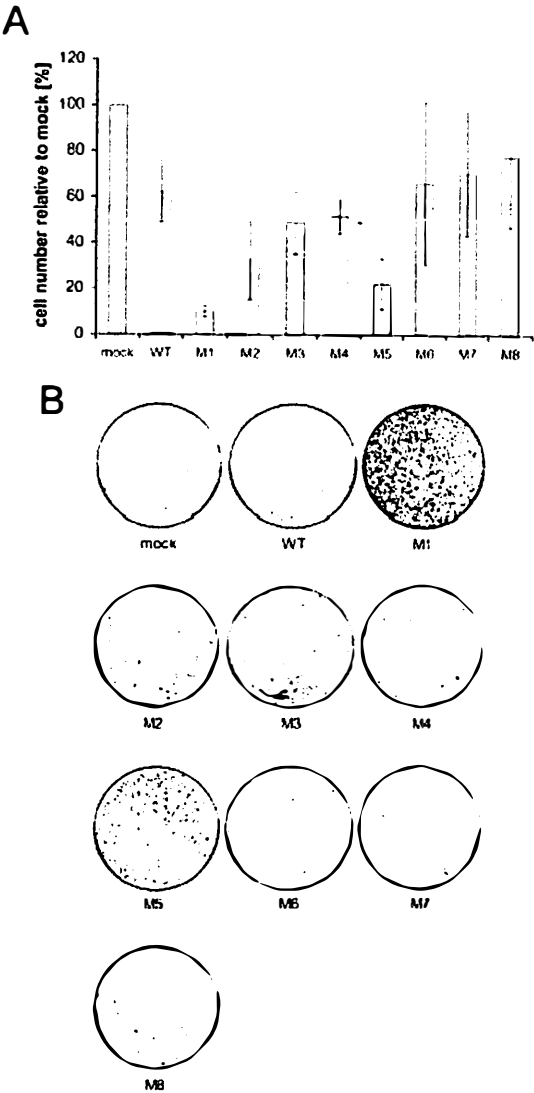 A
cell number relative to mock [%]
120
100
80
60
40
20
0
mock WT M1 M2 M3 M4 M5 M6 M7 M8
B
mock WT M1
M2 M3 M4
M5 M6 M7
M8